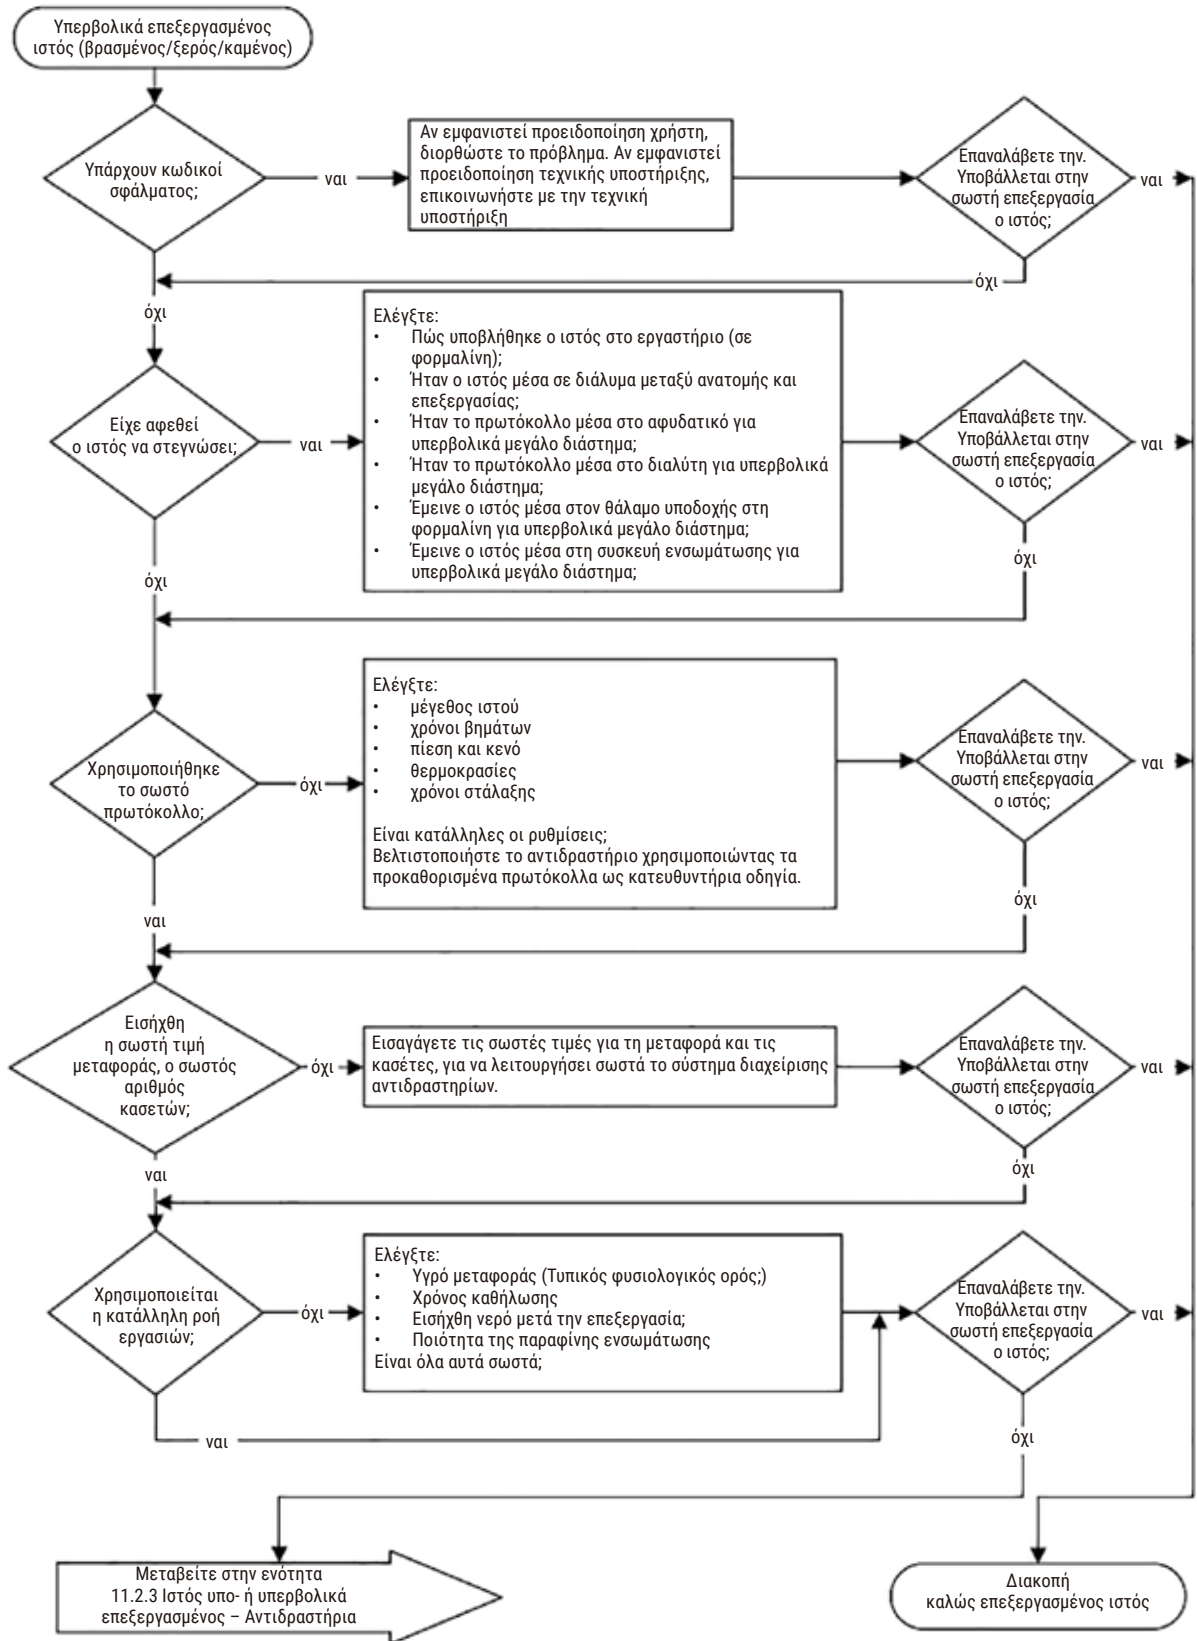 Υπερβολικά επεξεργασμένος
ιστός (βρασμένος/ξερός/καμένος)
Υπάρχουν κωδικοί
σφάλματος;
ναι
Αν εμφανιστεί προειδοποίηση χρήστη,
διορθώστε το πρόβλημα. Αν εμφανιστεί
προειδοποίηση τεχνικής υποστήριξης,
επικοινωνήστε με την τεχνική
υποστήριξη
Επαναλάβετε την.
Υποβάλλεται στην
σωστή επεξεργασία
ο ιστός;
ναι
όχι
όχι
Είχε αφεθεί
ο ιστός να στεγνώσει;
ναι
Ελέγξτε:
• Πώς υποβλήθηκε ο ιστός στο εργαστήριο (σε
φορμαλίνη);
• Ήταν ο ιστός μέσα σε διάλυμα μεταξύ ανατομής και
επεξεργασίας;
• Ήταν το πρωτόκολλο μέσα στο αφυδατικό για
υπερβολικά μεγάλο διάστημα;
• Ήταν το πρωτόκολλο μέσα στο διαλύτη για υπερβολικά
μεγάλο διάστημα;
• Έμεινε ο ιστός μέσα στον θάλαμο υποδοχής στη
φορμαλίνη για υπερβολικά μεγάλο διάστημα;
• Έμεινε ο ιστός μέσα στη συσκευή ενσωμάτωσης για
υπερβολικά μεγάλο διάστημα;
Επαναλάβετε την.
Υποβάλλεται στην
σωστή επεξεργασία
ο ιστός;
ναι
όχι
όχι
Χρησιμοποιήθηκε
το σωστό
πρωτόκολλο;
όχι
Ελέγξτε:
• μέγεθος ιστού
• χρόνοι βημάτων
• πίεση και κενό
• θερμοκρασίες
• χρόνοι στάλαξης
Είναι κατάλληλες οι ρυθμίσεις;
Βελτιστοποιήστε το αντιδραστήριο χρησιμοποιώντας τα
προκαθορισμένα πρωτόκολλα ως κατευθυντήρια οδηγία.
Επαναλάβετε την.
Υποβάλλεται στην
σωστή επεξεργασία
ο ιστός;
ναι
όχι
ναι
Εισήχθη
η σωστή τιμή
μεταφοράς, ο σωστός
αριθμός
κασετών;
όχι
Εισαγάγετε τις σωστές τιμές για τη μεταφορά και τις
κασέτες, για να λειτουργήσει σωστά το σύστημα διαχείρισης
αντιδραστηρίων.
Επαναλάβετε την.
Υποβάλλεται στην
σωστή επεξεργασία
ο ιστός;
ναι
όχι
ναι
Χρησιμοποιείται
η κατάλληλη ροή
εργασιών;
όχι
Ελέγξτε:
• Υγρό μεταφοράς (Τυπικός φυσιολογικός ορός;)
• Χρόνος καθήλωσης
• Εισήχθη νερό μετά την επεξεργασία;
• Ποιότητα της παραφίνης ενσωμάτωσης
Είναι όλα αυτά σωστά;
Επαναλάβετε την.
Υποβάλλεται στην
σωστή επεξεργασία
ο ιστός;
ναι
ναι
όχι
Μεταβείτε στην ενότητα
11.2.3 Ιστός υπο- ή υπερβολικά
επεξεργασμένος – Αντιδραστήρια
Διακοπή
καλώς επεξεργασμένος ιστός